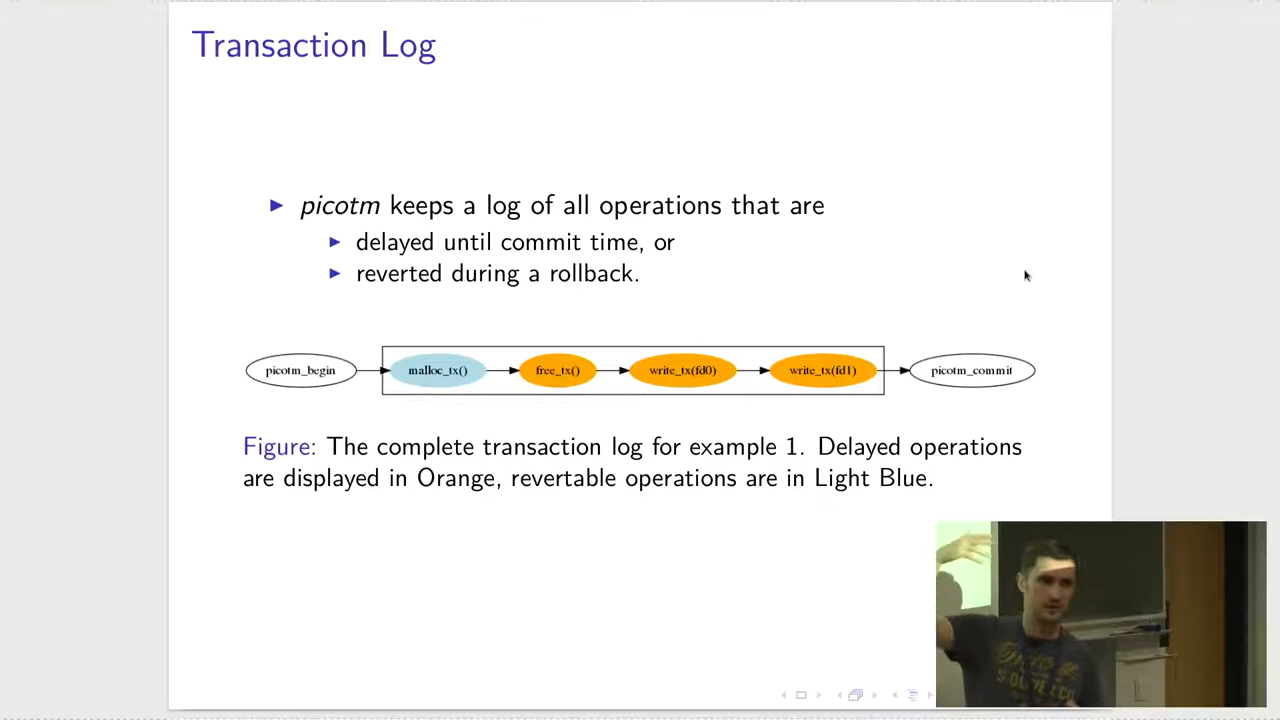 Transaction Log
picotm keeps a log of all operations that are
delayed until commit time, or
reverted during a rollback.
picotm_begin malloc_tx() free_tx() write_tx(fd0) write_tx(fd1) picotm_commit
Figure: The complete transaction log for example 1. Delayed operations
are displayed in Orange, revertable operations are in Light Blue.